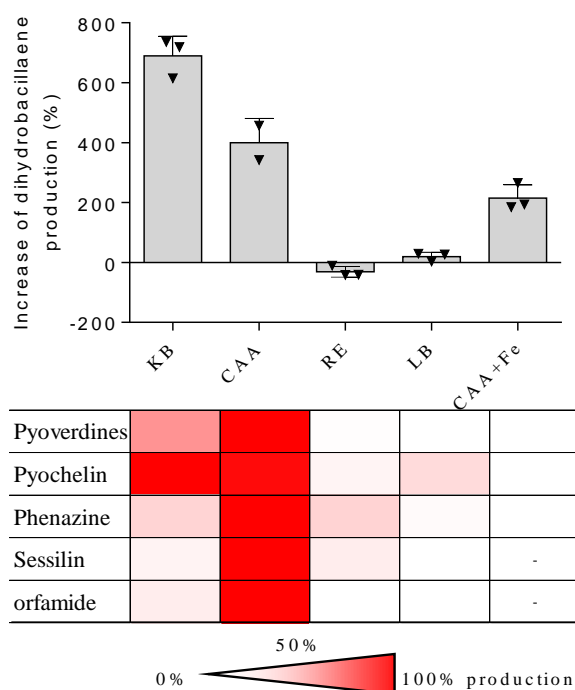 Increase of dihydrobacillaene
production (%)
800
600
400
200
0
-200
KB
CAA
RE
LB
CAA+Fe
Pyoverdines
Pyochelin
Phenazine
Sessilin
-
orfamide
-
50%
0%
100% production